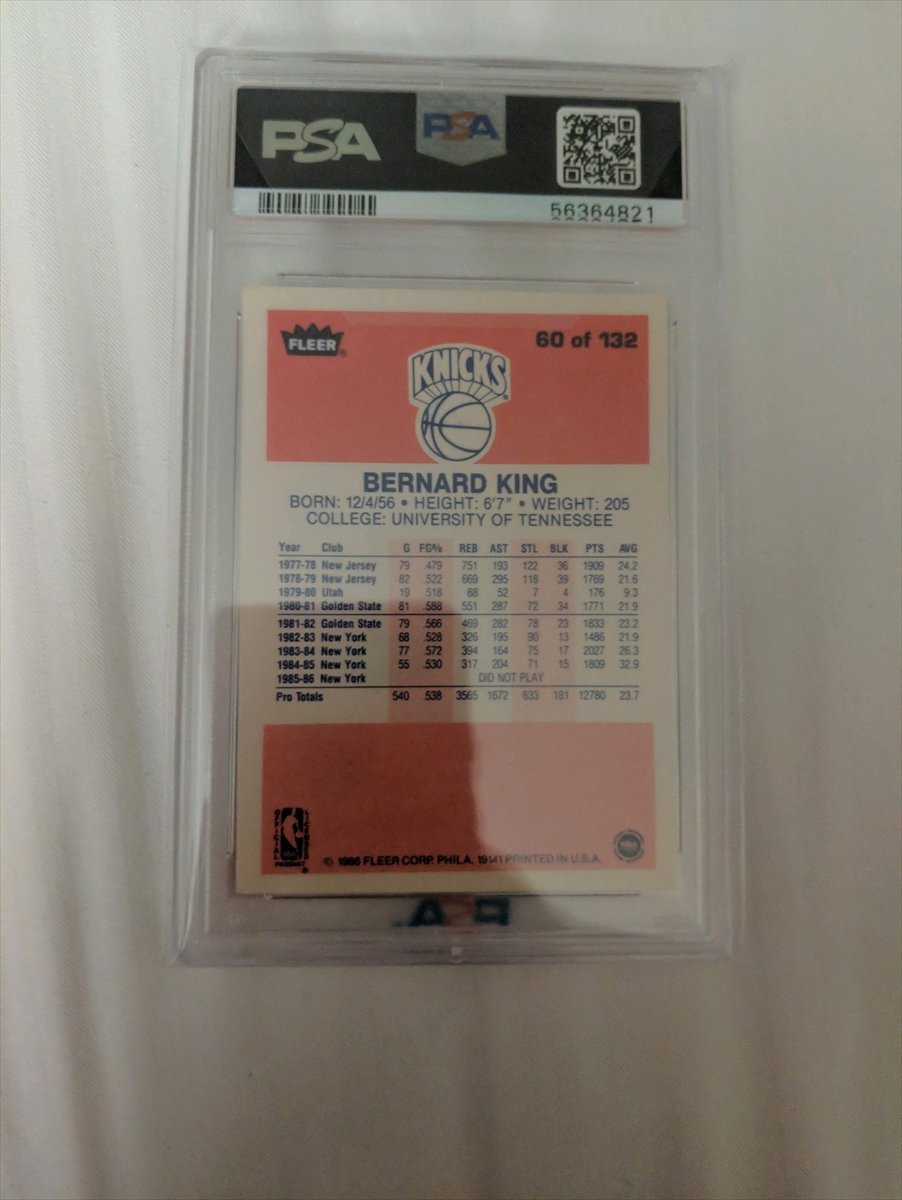 PSA PSA
56364821
FLEER 60 of 132
KNICKS
BERNARD KING
BORN: 12/4/56 • HEIGHT: 6'7" • WEIGHT: 205
COLLEGE: UNIVERSITY OF TENNESSEE
Year Club G FG% REB AST STL BLK PTS AVG
1977-78 New Jersey 79 .479 751 193 122 36 1909 24.2
1978-79 New Jersey 82 .522 669 295 118 39 1769 21.6
1979-80 Utah 19 .518 88 52 7 4 176 9.3
1980-81 Golden State 81 .588 551 287 72 34 1771 21.9
1981-82 Golden State 79 .566 469 282 78 23 1833 23.2
1982-83 New York 68 .528 326 195 90 13 1486 21.9
1983-84 New York 77 .572 394 164 75 17 2027 26.3
1984-85 New York 55 .530 317 204 71 15 1809 32.9
1985-86 New York DID NOT PLAY
Pro Totals 540 .538 3565 1672 633 181 12780 23.7
OFFICIAL LICENSED
PRODUCT
© 1986 FLEER CORP. PHILA. 19141 PRINTED IN U.S.A.
PSA